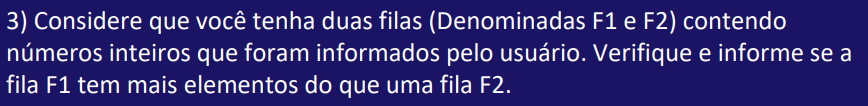 3) Considere que você tenha duas filas (Denominadas F1 e F2) contendo
números inteiros que foram informados pelo usuário. Verifique e informe se a
fila F1 tem mais elementos do que uma fila F2.